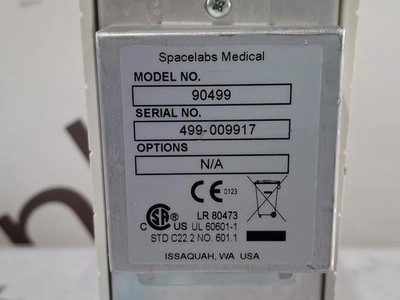 Spacelabs Medical
MODEL NO.
90499
SERIAL NO.
499-009917
OPTIONS
N/A
CE 0123
LR 80473
C US UL 60601-1
STD C22.2 NO. 601.1
ISSAQUAH, WA USA